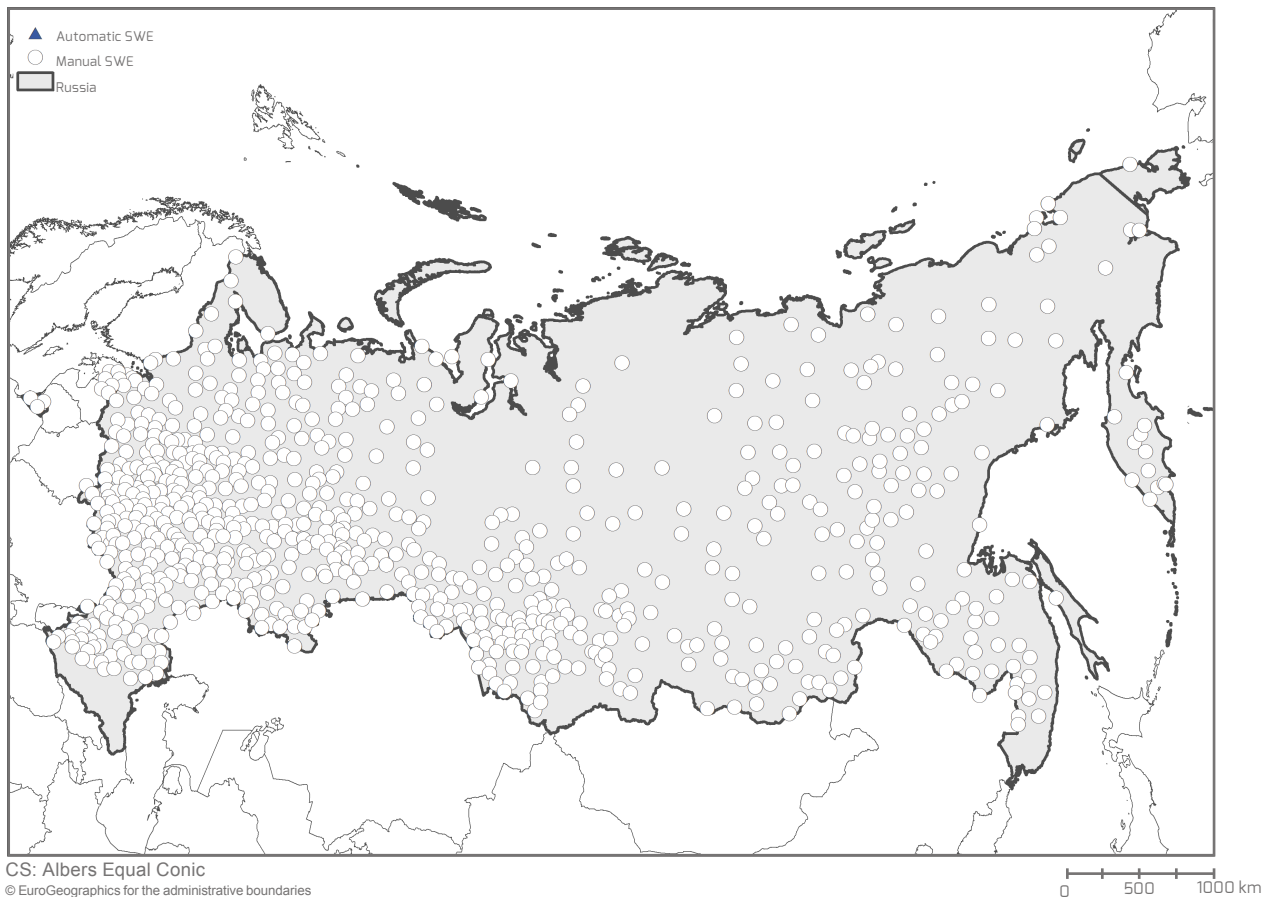 Automatic SWE
Manual SWE
Russia
CS: Albers Equal Conic
© EuroGeographics for the administrative boundaries
0 500 1000 km